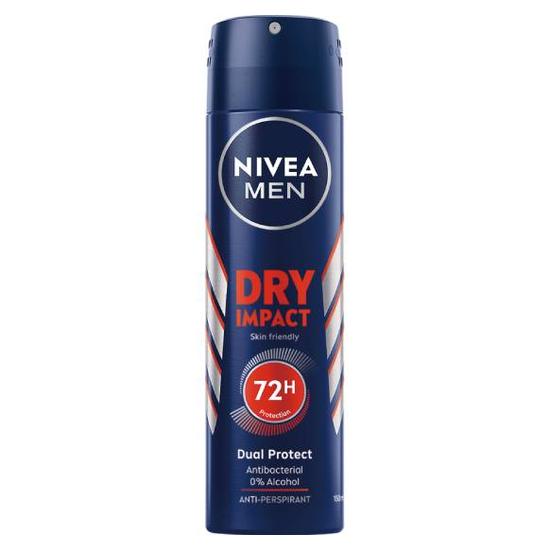 NIVEA
MEN
DRY
IMPACT
Skin friendly
72H
Protection
Dual Protect
Antibacterial
0% Alcohol
ANTI-PERSPIRANT